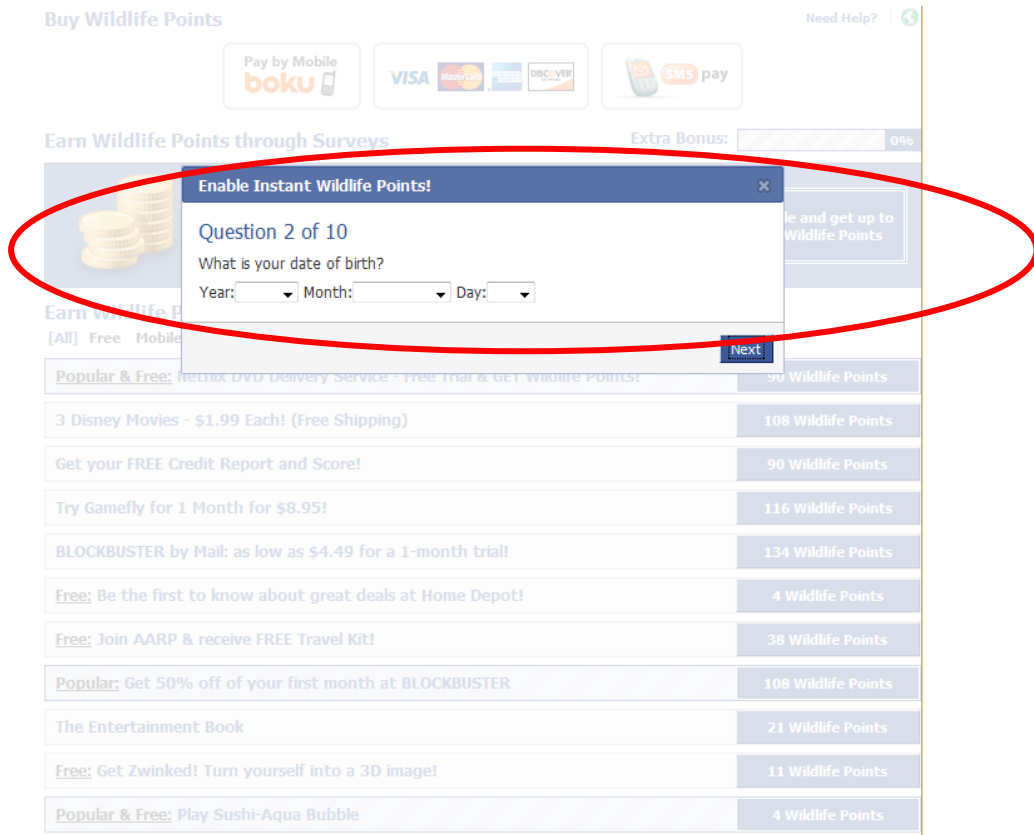 Buy Wildlife Points
Need Help?
Pay by Mobile
boku
VISA MasterCard DISCOVER
SMS pay
Earn Wildlife Points through Surveys
Extra Bonus:
0%
Enable Instant Wildlife Points!
Question 2 of 10
What is your date of birth?
Year: Month: Day:
Next
le and get up to
Wildlife Points
Earn Wildlife P
[All] Free Mobile
Popular & Free: Netflix DVD Delivery Service - Free Trial & GET Wildlife Points!
90 Wildlife Points
3 Disney Movies - $1.99 Each! (Free Shipping)
108 Wildlife Points
Get your FREE Credit Report and Score!
90 Wildlife Points
Try Gamefly for 1 Month for $8.95!
116 Wildlife Points
BLOCKBUSTER by Mail: as low as $4.49 for a 1-month trial!
134 Wildlife Points
Free: Be the first to know about great deals at Home Depot!
4 Wildlife Points
Free: Join AARP & receive FREE Travel Kit!
38 Wildlife Points
Popular: Get 50% off of your first month at BLOCKBUSTER
108 Wildlife Points
The Entertainment Book
21 Wildlife Points
Free: Get Zwinked! Turn yourself into a 3D image!
11 Wildlife Points
Popular & Free: Play Sushi-Aqua Bubble
4 Wildlife Points